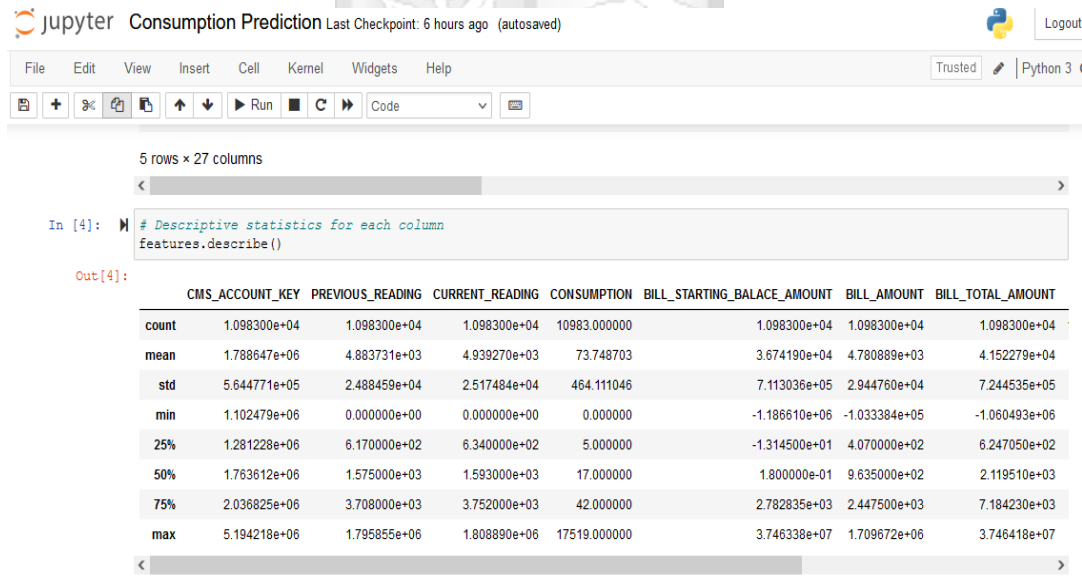 jupyter Consumption Prediction Last Checkpoint: 6 hours ago (autosaved) Logout
File Edit View Insert Cell Kernel Widgets Help Trusted Python 3
Run Code
5 rows × 27 columns
In [4]: # Descriptive statistics for each column
features.describe()
Out[4]:
CMS_ACCOUNT_KEY PREVIOUS_READING CURRENT_READING CONSUMPTION BILL_STARTING_BALACE_AMOUNT BILL_AMOUNT BILL_TOTAL_AMOUNT
count 1.098300e+04 1.098300e+04 1.098300e+04 10983.000000 1.098300e+04 1.098300e+04 1.098300e+04
mean 1.788647e+06 4.883731e+03 4.939270e+03 73.748703 3.674190e+04 4.780889e+03 4.152279e+04
std 5.644771e+05 2.488459e+04 2.517484e+04 464.111046 7.113036e+05 2.944760e+04 7.244535e+05
min 1.102479e+06 0.000000e+00 0.000000e+00 0.000000 -1.186610e+06 -1.033384e+05 -1.060493e+06
25% 1.281228e+06 6.170000e+02 6.340000e+02 5.000000 -1.314500e+01 4.070000e+02 6.247050e+02
50% 1.763612e+06 1.575000e+03 1.593000e+03 17.000000 1.800000e-01 9.635000e+02 2.119510e+03
75% 2.036825e+06 3.708000e+03 3.752000e+03 42.000000 2.782835e+03 2.447500e+03 7.184230e+03
max 5.194218e+06 1.795855e+06 1.808890e+06 17519.000000 3.746338e+07 1.709672e+06 3.746418e+07